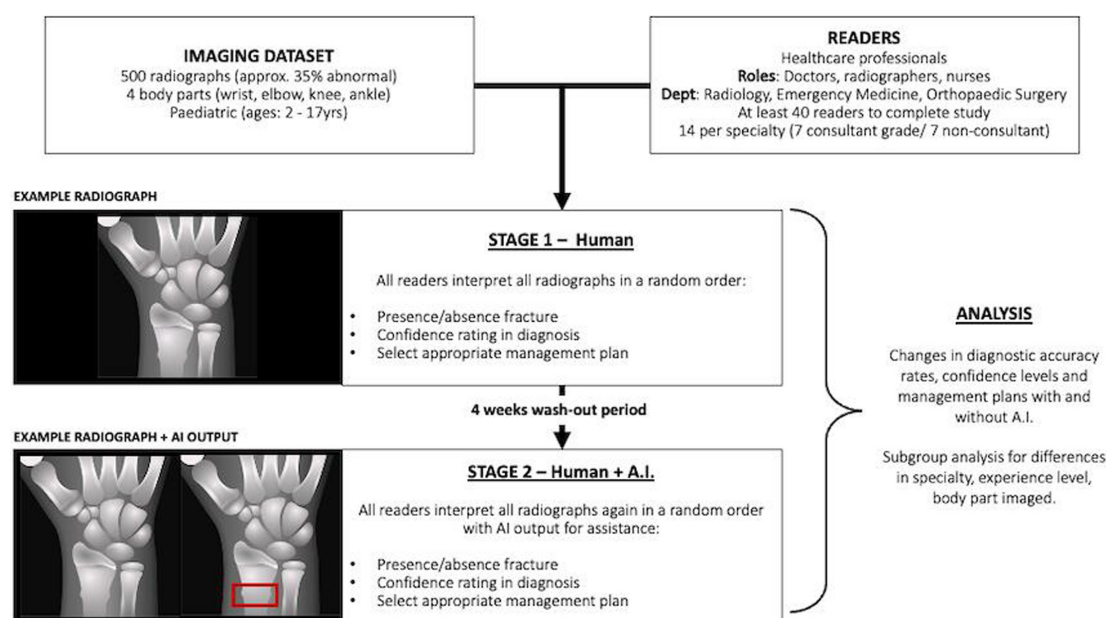 IMAGING DATASET
500 radiographs (approx. 35% abnormal)
4 body parts (wrist, elbow, knee, ankle)
Paediatric (ages: 2 - 17yrs)
READERS
Healthcare professionals
Roles: Doctors, radiographers, nurses
Dept: Radiology, Emergency Medicine, Orthopaedic Surgery
At least 40 readers to complete study
14 per specialty (7 consultant grade/ 7 non-consultant)
EXAMPLE RADIOGRAPH
STAGE 1 – Human
All readers interpret all radiographs in a random order:
• Presence/absence fracture
• Confidence rating in diagnosis
• Select appropriate management plan
4 weeks wash-out period
EXAMPLE RADIOGRAPH + AI OUTPUT
STAGE 2 – Human + A.I.
All readers interpret all radiographs again in a random order
with AI output for assistance:
• Presence/absence fracture
• Confidence rating in diagnosis
• Select appropriate management plan
ANALYSIS
Changes in diagnostic accuracy
rates, confidence levels and
management plans with and
without A.I.
Subgroup analysis for differences
in specialty, experience level,
body part imaged.